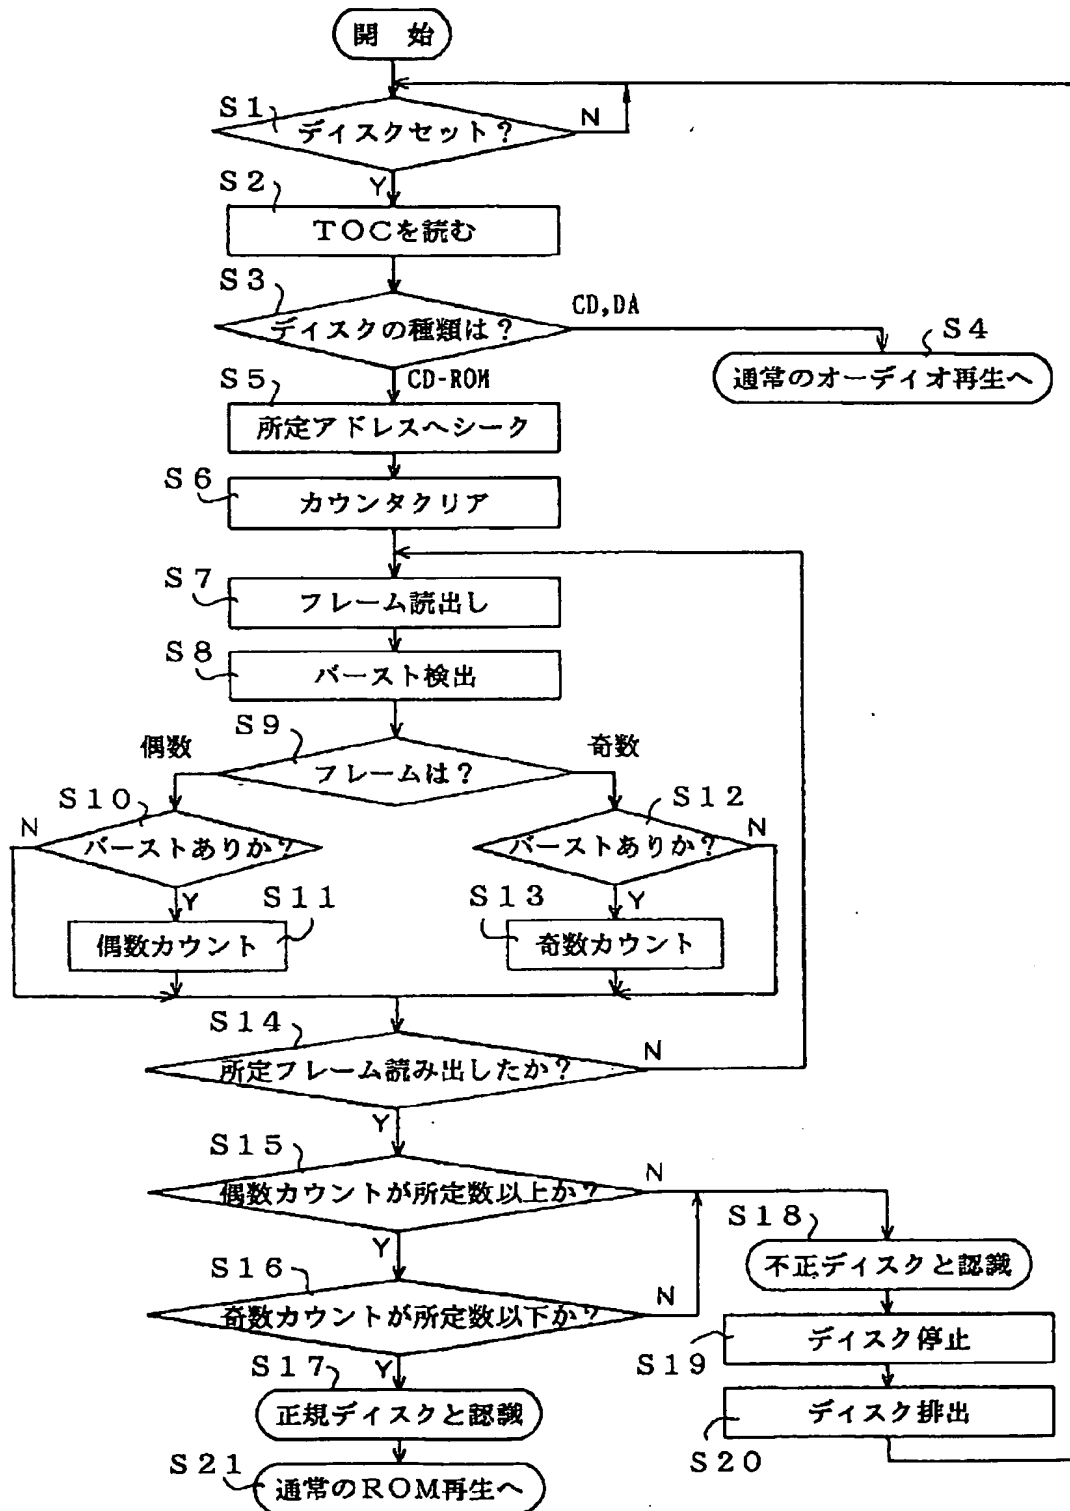 開 始
S1
ディスクセット?
N
Y
S2
TOCを読む
S3
ディスクの種類は?
CD,DA
S4
通常のオーディオ再生へ
CD-ROM
S5
所定アドレスへシーク
S6
カウンタクリア
S7
フレーム読出し
S8
バースト検出
S9
フレームは?
偶数
奇数
S10
バーストありか?
N
Y
S11
偶数カウント
S12
バーストありか?
N
Y
S13
奇数カウント
S14
所定フレーム読み出したか?
N
Y
S15
偶数カウントが所定数以上か?
N
Y
S16
奇数カウントが所定数以下か?
N
Y
S17
正規ディスクと認識
S21
通常のROM再生へ
S18
不正ディスクと認識
S19
ディスク停止
S20
ディスク排出